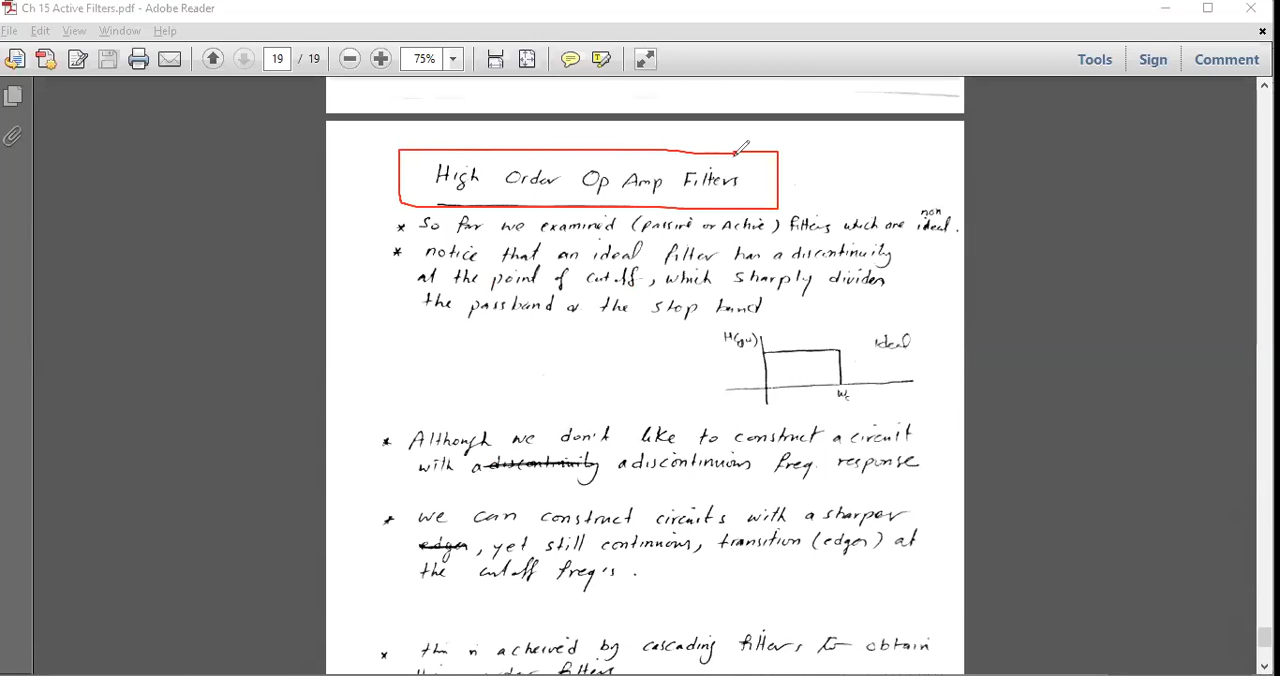 Ch 15 Active Filters.pdf - Adobe Reader
File Edit View Window Help
19 / 19 75% Tools Sign Comment
High Order Op Amp Filters
* So far we examined (passive or Active) filters which are non ideal.
* notice that an ideal filter has a discontinuity
at the point of cutoff, which sharply divides
the passband & the stop band
H(jw) ideal
Wc
* Although we don't like to construct a circuit
with a discontinuity a discontinuous freq. response
* we can construct circuits with a sharper
edges, yet still continuous, transition (edges) at
the cutoff freq's.
* this is acheived by cascading filters to obtain
filters